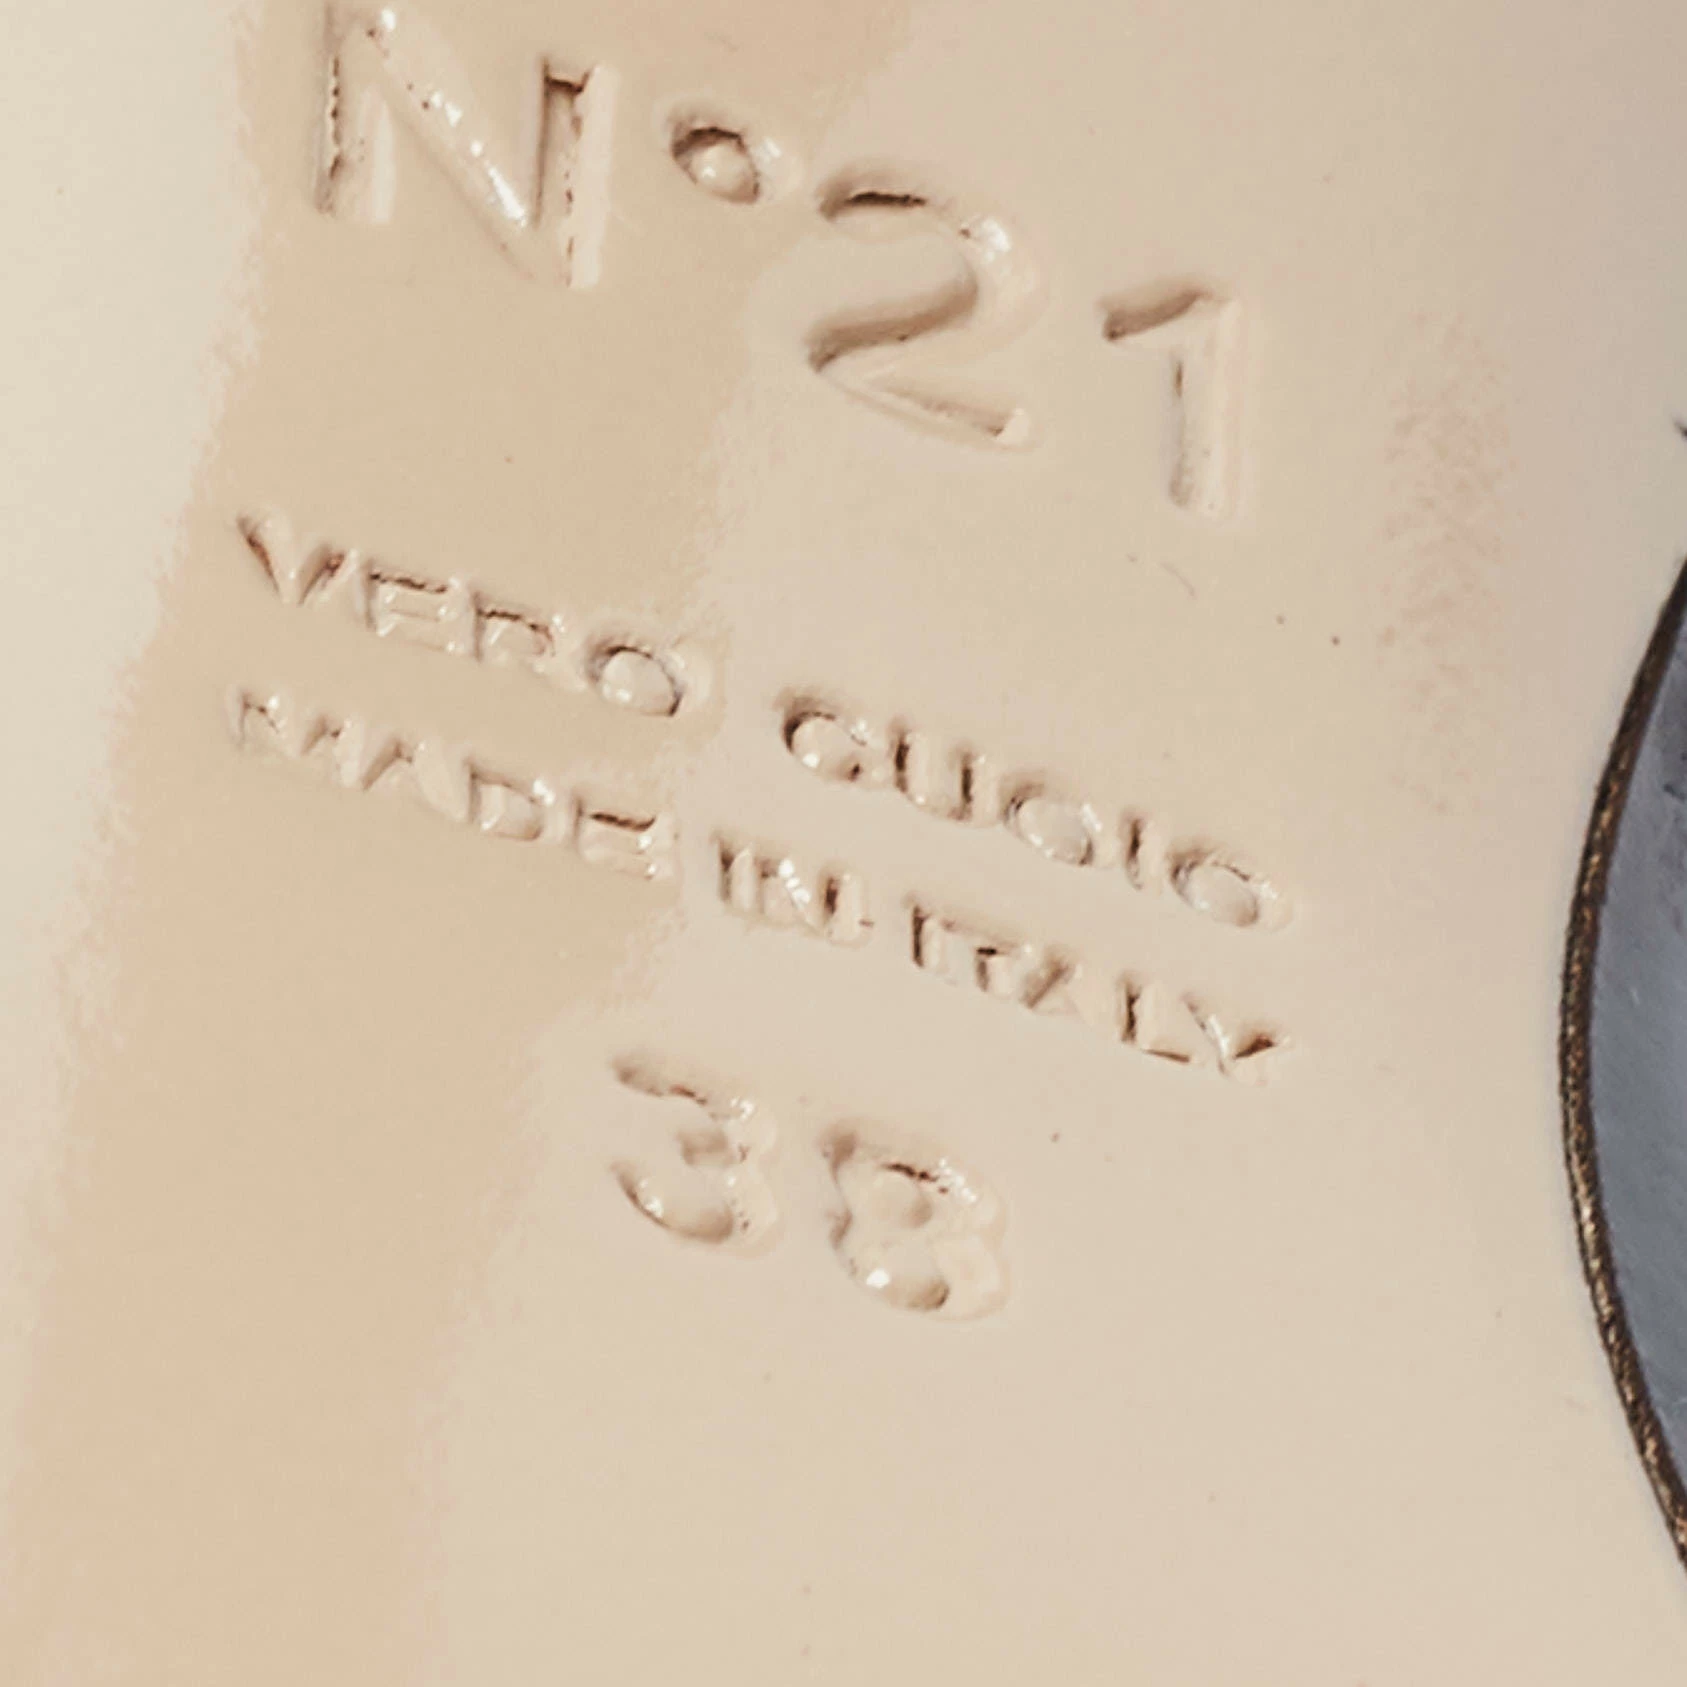 N°21
VERO CUOIO
MADE IN ITALY
38